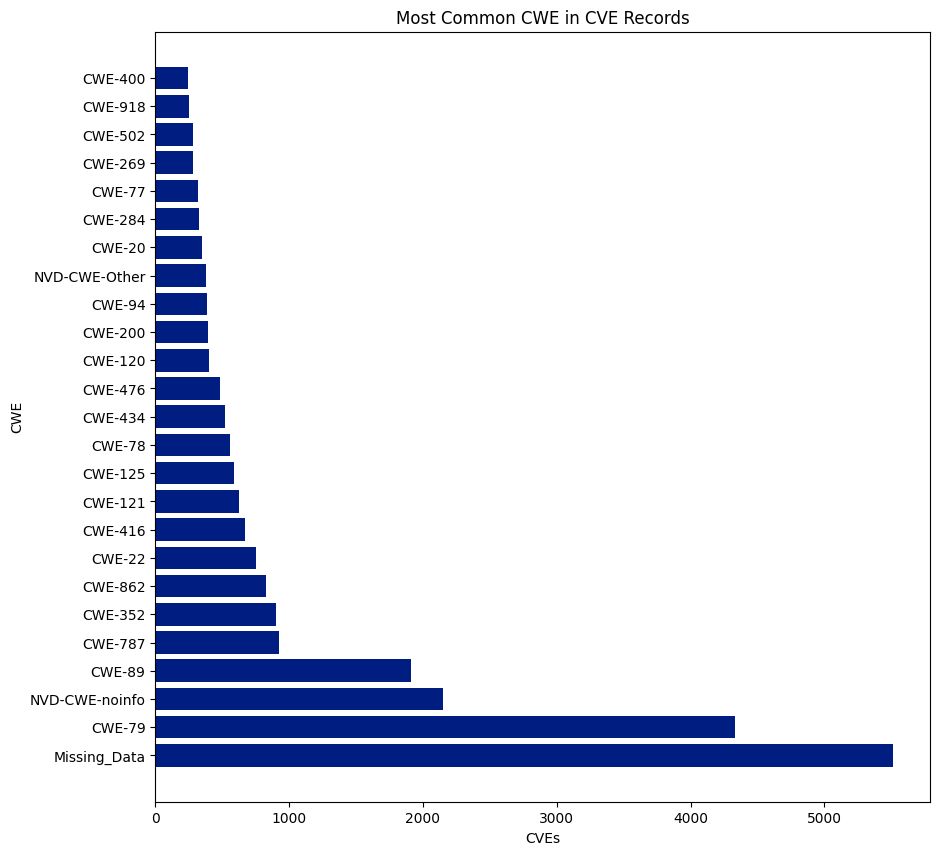 Most Common CWE in CVE Records
CWE
CWE-400
CWE-918
CWE-502
CWE-269
CWE-77
CWE-284
CWE-20
NVD-CWE-Other
CWE-94
CWE-200
CWE-120
CWE-476
CWE-434
CWE-78
CWE-125
CWE-121
CWE-416
CWE-22
CWE-862
CWE-352
CWE-787
CWE-89
NVD-CWE-noinfo
CWE-79
Missing_Data
0 1000 2000 3000 4000 5000
CVEs